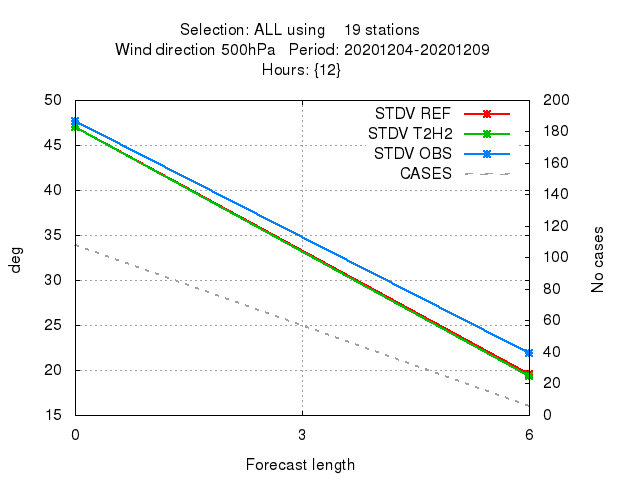 Selection: ALL using 19 stations
Wind direction 500hPa Period: 20201204-20201209
Hours: {12}
STDV REF
STDV T2H2
STDV OBS
CASES
50
45
40
35
30
25
20
15
deg
200
180
160
140
120
100
80
60
40
20
0
No cases
0 3 6
Forecast length